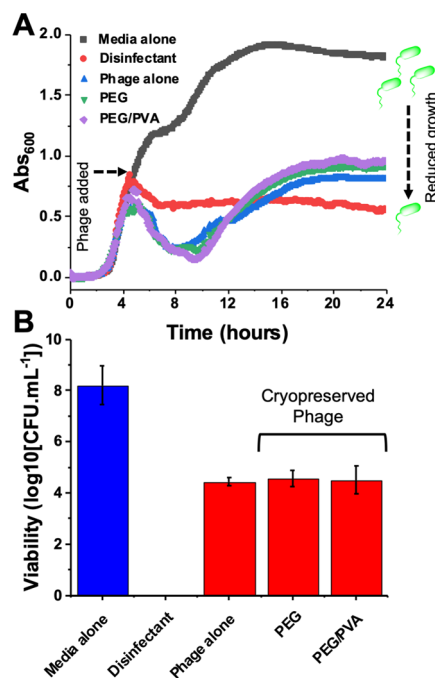 A
Media alone
Disinfectant
Phage alone
PEG
PEG/PVA
Abs600
Phage added
Reduced growth
2.0
1.5
1.0
0.5
0.0
0 4 8 12 16 20 24
Time (hours)
B
Viability (log10[CFU.mL-1])
10
8
6
4
2
0
Cryopreserved
Phage
Media alone
Disinfectant
Phage alone
PEG
PEG/PVA